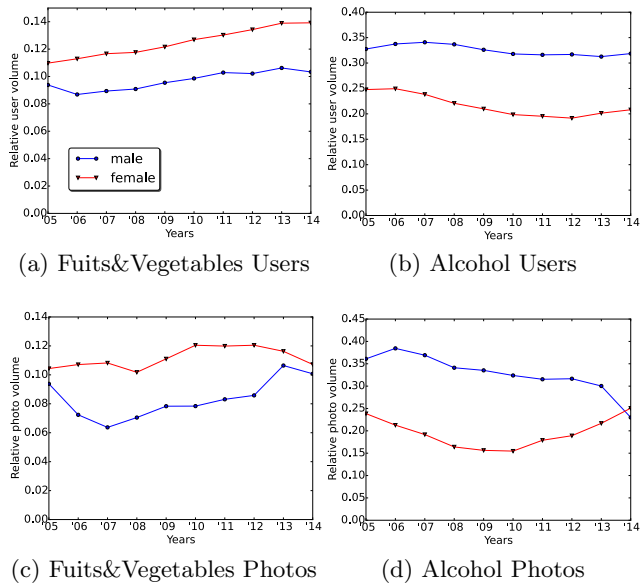 0.14
0.12
0.10
0.08
0.06
0.04
0.02
0.00
Relative user volume
male
female
'05 '06 '07 '08 '09 '10 '11 '12 '13 '14
Years
(a) Fuits&Vegetables Users
0.40
0.35
0.30
0.25
0.20
0.15
0.10
0.05
0.00
Relative user volume
'05 '06 '07 '08 '09 '10 '11 '12 '13 '14
Years
(b) Alcohol Users
0.14
0.12
0.10
0.08
0.06
0.04
0.02
0.00
Relative photo volume
'05 '06 '07 '08 '09 '10 '11 '12 '13 '14
Years
(c) Fuits&Vegetables Photos
0.45
0.40
0.35
0.30
0.25
0.20
0.15
0.10
0.05
0.00
Relative photo volume
'05 '06 '07 '08 '09 '10 '11 '12 '13 '14
Years
(d) Alcohol Photos